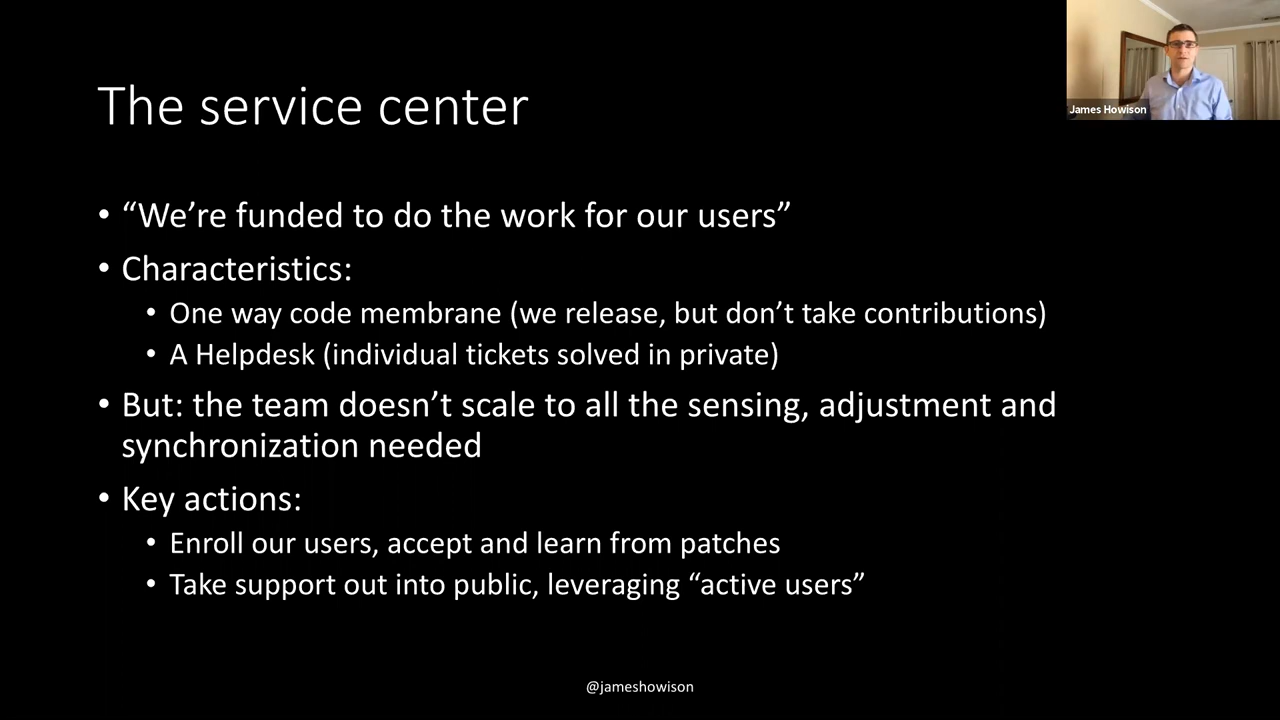 The service center
James Howison
• “We’re funded to do the work for our users”
• Characteristics:
• One way code membrane (we release, but don’t take contributions)
• A Helpdesk (individual tickets solved in private)
• But: the team doesn’t scale to all the sensing, adjustment and
synchronization needed
• Key actions:
• Enroll our users, accept and learn from patches
• Take support out into public, leveraging “active users”
@jameshowison